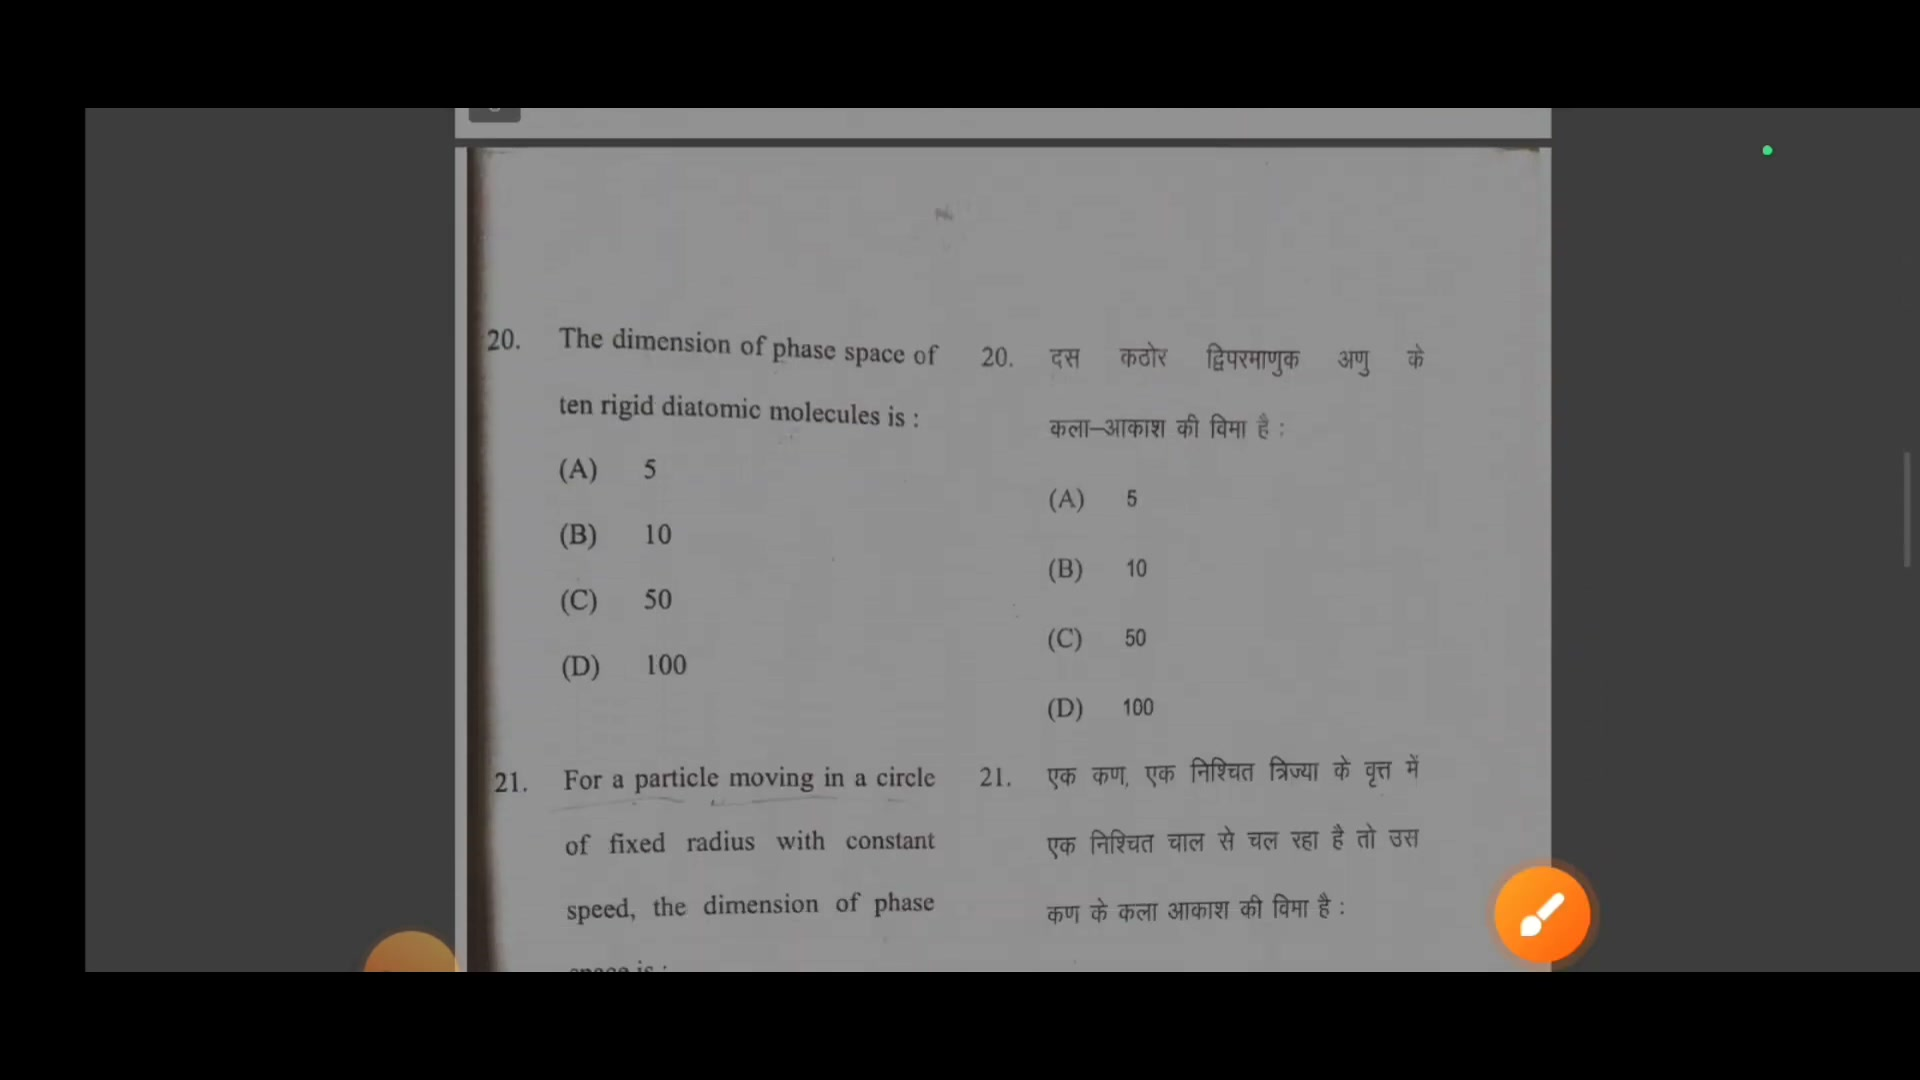 20. The dimension of phase space of
ten rigid diatomic molecules is :
(A) 5
(B) 10
(C) 50
(D) 100
21. For a particle moving in a circle
of fixed radius with constant
speed, the dimension of phase
space is :
20. दस कठोर द्विपरमाणुक अणु के
कला–आकाश की विमा है :
(A) 5
(B) 10
(C) 50
(D) 100
21. एक कण, एक निश्चित त्रिज्या के वृत्त में
एक निश्चित चाल से चल रहा है तो उस
कण के कला आकाश की विमा है :